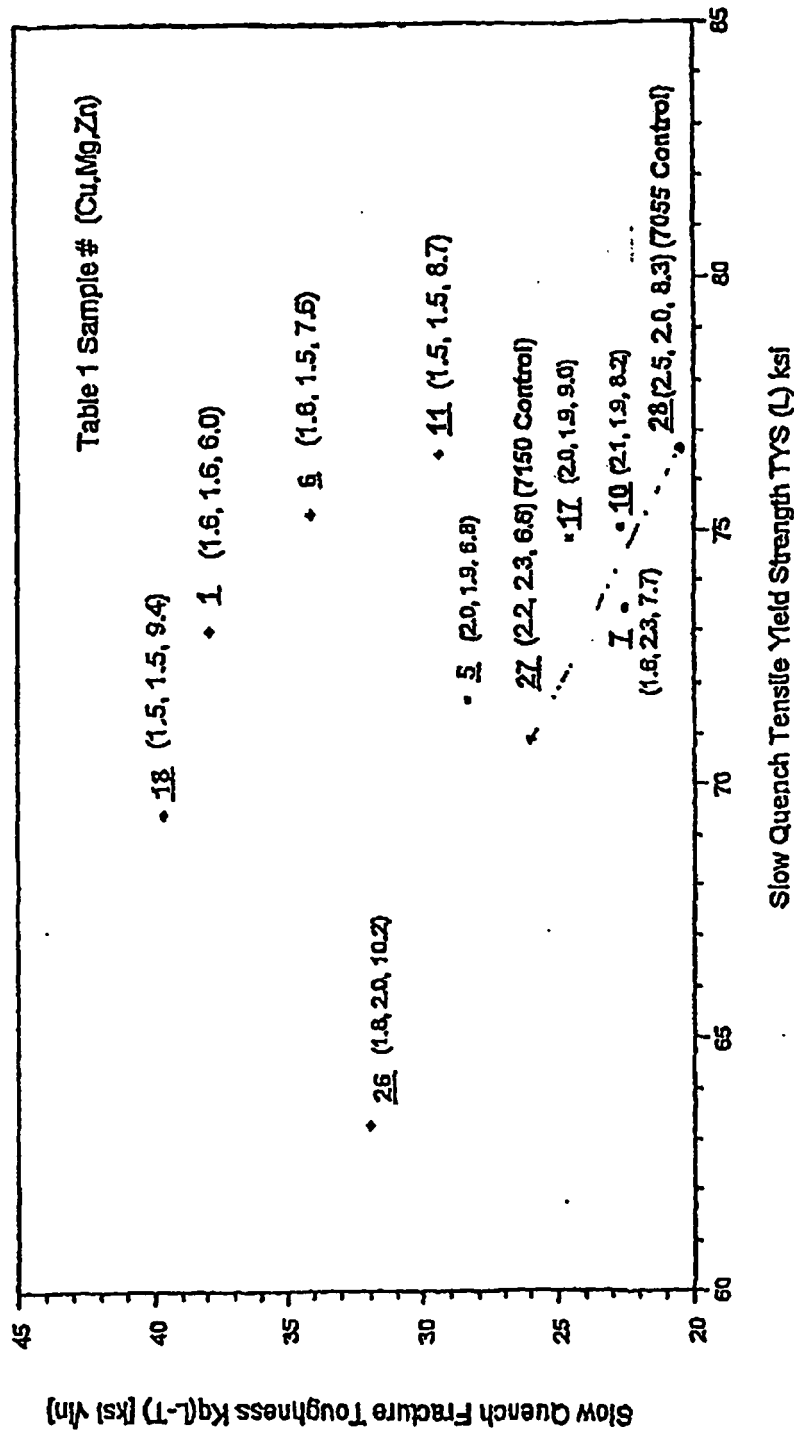 Table 1 Sample # (Cu,Mg,Zn)
18 (1.5, 1.5, 9.4)
1 (1.6, 1.6, 6.0)
6 (1.6, 1.5, 7.6)
26 (1.8, 2.0, 10.2)
11 (1.5, 1.5, 8.7)
5 (2.0, 1.9, 6.8)
27 (2.2, 2.3, 6.6) (7150 Control)
17 (2.0, 1.9, 9.0)
10 (2.1, 1.9, 8.2)
7
(1.6, 2.3, 7.7)
28 (2.5, 2.0, 8.3) (7055 Control)
45
40
35
30
25
20
60
65
70
75
80
85
Slow Quench Fracture Toughness Kq(L-T) [ksi √in]
Slow Quench Tensile Yield Strength TYS (L) ksi